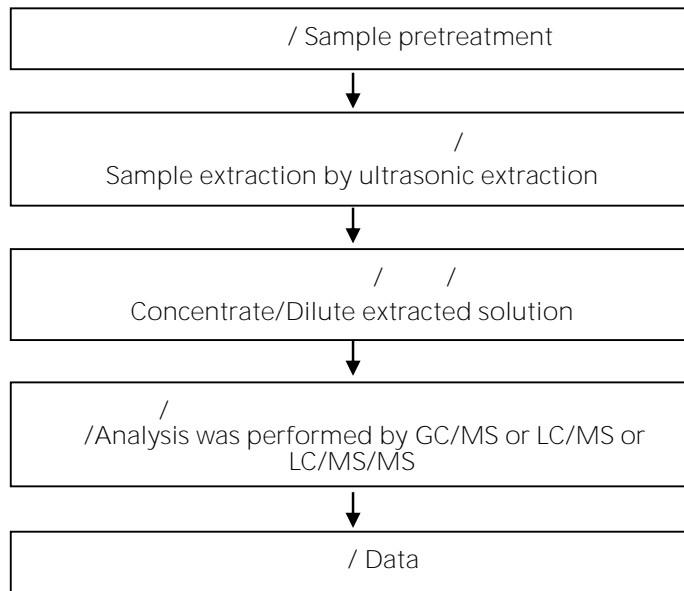 / Sample pretreatment
/
Sample extraction by ultrasonic extraction
/ /
Concentrate/Dilute extracted solution
/
/Analysis was performed by GC/MS or LC/MS or
LC/MS/MS
/ Data